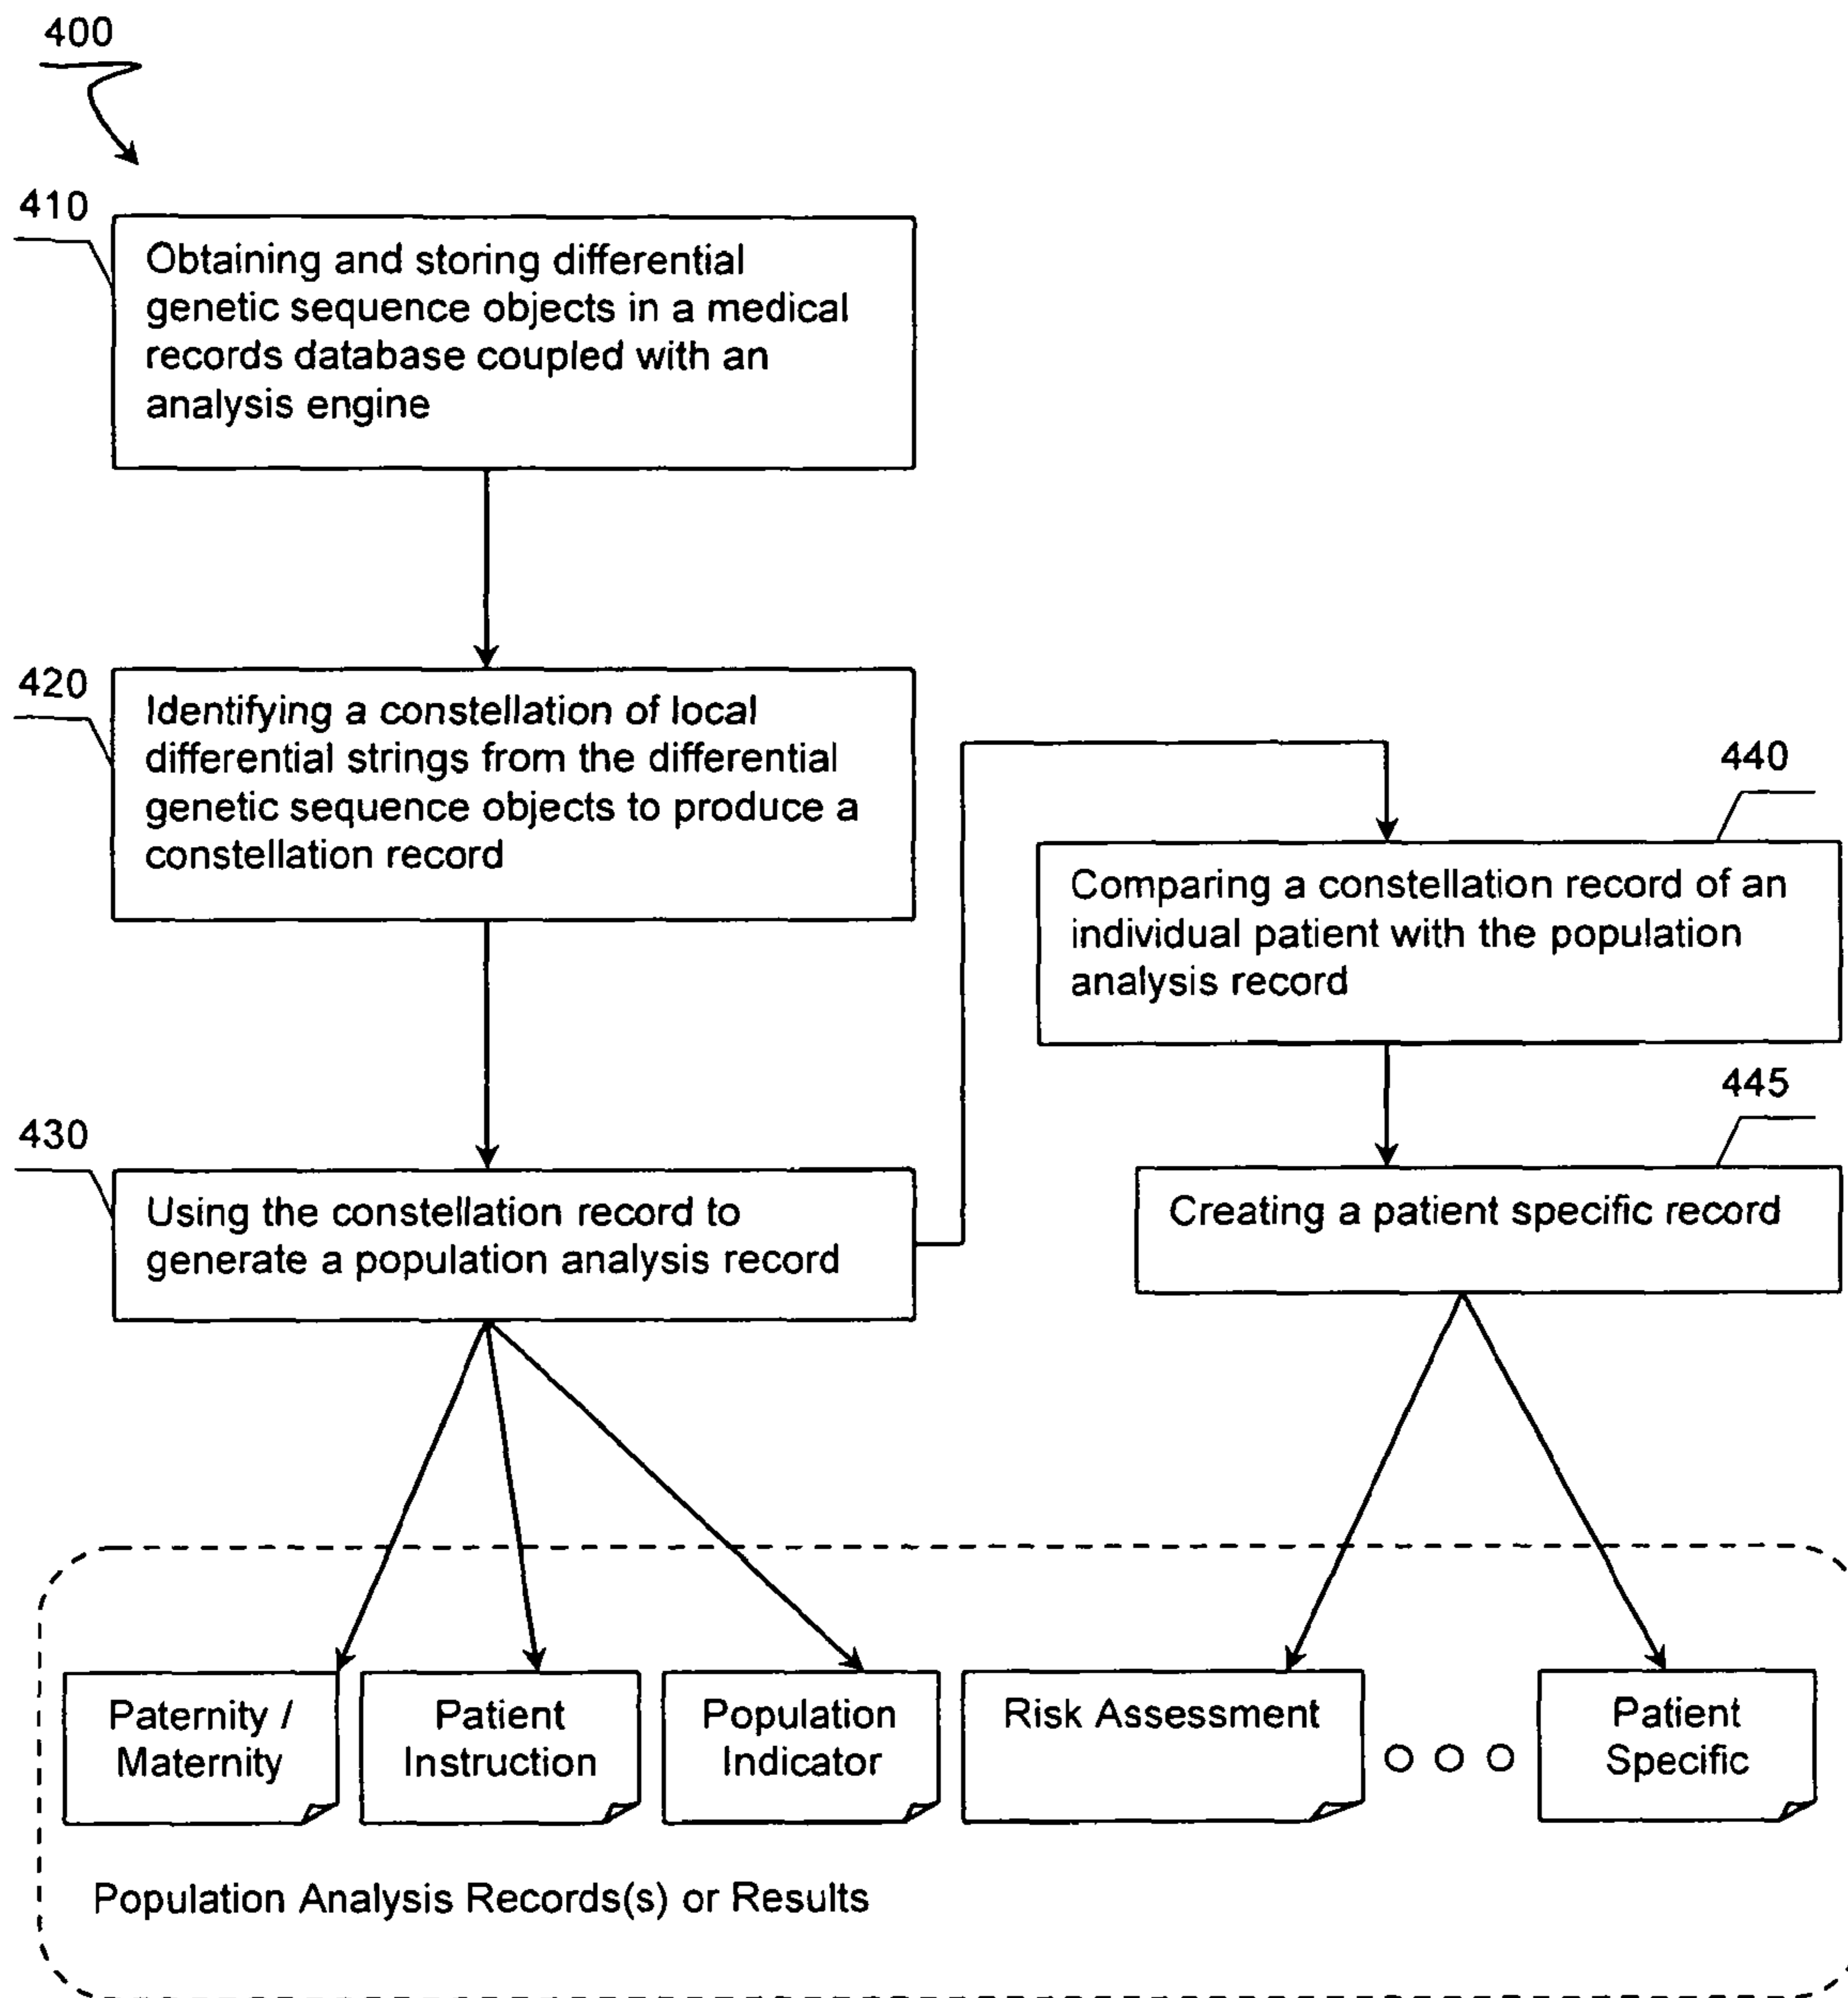 400
410
Obtaining and storing differential
genetic sequence objects in a medical
records database coupled with an
analysis engine
420
Identifying a constellation of local
differential strings from the differential
genetic sequence objects to produce a
constellation record
430
Using the constellation record to
generate a population analysis record
440
Comparing a constellation record of an
individual patient with the population
analysis record
445
Creating a patient specific record
Paternity /
Maternity
Patient
Instruction
Population
Indicator
Risk Assessment
Patient
Specific
Population Analysis Records(s) or Results